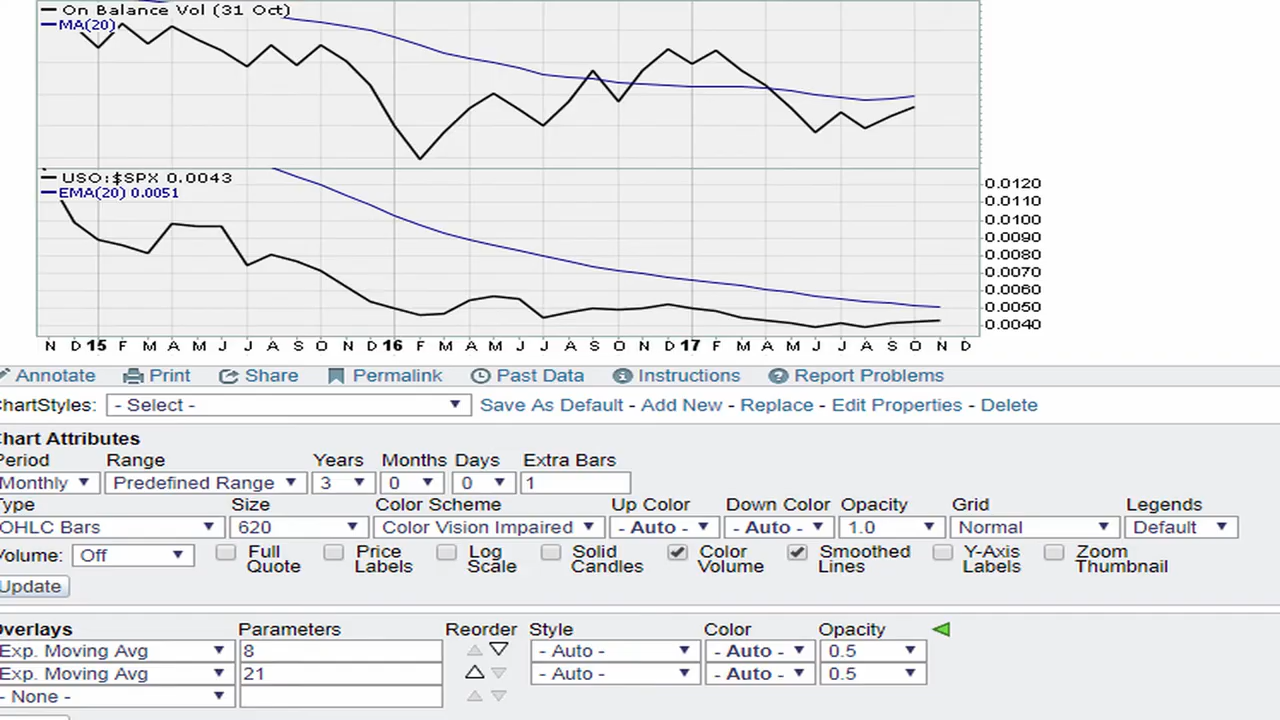 On Balance Vol (31 Oct)
MA(20)
USO:$SPX 0.0043
EMA(20) 0.0051
0.0120
0.0110
0.0100
0.0090
0.0080
0.0070
0.0060
0.0050
0.0040
N D 15 F M A M J J A S O N D 16 F M A M J J A S O N D 17 F M A M J J A S O N D
Annotate Print Share Permalink Past Data Instructions Report Problems
hartStyles: - Select - Save As Default - Add New - Replace - Edit Properties - Delete
hart Attributes
Period Range Years Months Days Extra Bars
Monthly Predefined Range 3 0 0 1
Type Size Color Scheme Up Color Down Color Opacity Grid Legends
OHLC Bars 620 Color Vision Impaired - Auto - - Auto - 1.0 Normal Default
Volume: Off Full Quote Price Labels Log Scale Solid Candles Color Volume Smoothed Lines Y-Axis Labels Zoom Thumbnail
Update
Overlays Parameters Reorder Style Color Opacity
Exp. Moving Avg 8 - Auto - - Auto - 0.5
Exp. Moving Avg 21 - Auto - - Auto - 0.5
- None -